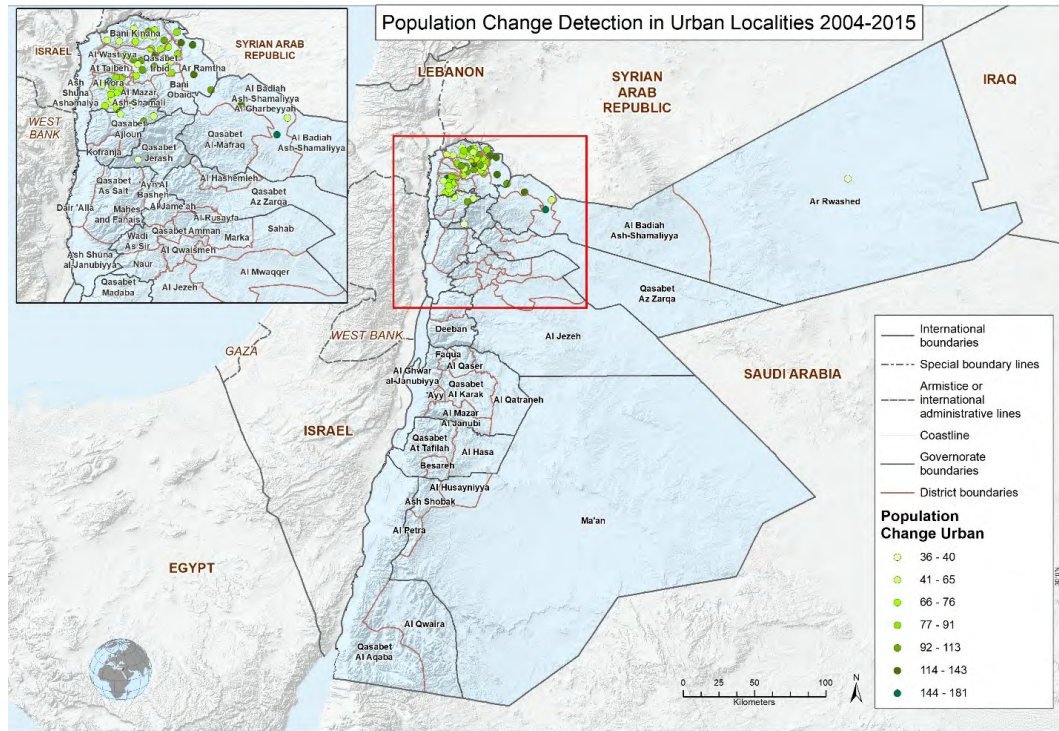 Population Change Detection in Urban Localities 2004-2015
ISRAEL
SYRIAN ARAB
REPUBLIC
WEST
BANK
Bani Kinana
Al Wastiyya
Qasabet
Irbid
At Taibeh
Ar Ramtha
Ash
Shuna
Ashamalya
Al Kora
Al Mazar
Ash-Shamali
Bani
Obaid
Al Badiah
Ash-Shamaliyya
Al Gharbeyyah
Qasabet
Ajloun
Qasabet
Al-Mafraq
Al Badiah
Ash-Shamaliyya
Kofranja
Qasabet
Jerash
Al Hashemieh
Qasabet
As Salt
Ayn Al
Basheh
Qasabet
Az Zarqa
Dair 'Alla
Mahes
and Fanais
Al Jame'ah
Al Rusayfa
Wadi
As Sir
Qasabet Amman
Marka
Sahab
Ash Shuna
al-Janubiyya
Naur
Al Qwaismeh
Al Mwaqqer
Qasabet
Madaba
Al Jezeh
LEBANON
SYRIAN
ARAB
REPUBLIC
IRAQ
Ar Rwashed
Al Badiah
Ash-Shamaliyya
Qasabet
Az Zarqa
WEST BANK
GAZA
Deeban
Al Jezeh
Faqua
Al Qaser
Al Ghwar
al-Janubiyya
'Ayy
Qasabet
Al Karak
Al Qatraneh
Al Mazar
Al Janubi
ISRAEL
Qasabet
At Tafilah
Al Hasa
Besareh
Al Husayniyya
Ash Shobak
Al Petra
Ma'an
SAUDI ARABIA
EGYPT
Al Qwaira
Qasabet
Al Aqaba
International
boundaries
Special boundary lines
Armistice or
international
administrative lines
Coastline
Governorate
boundaries
District boundaries
Population
Change Urban
36 - 40
41 - 65
66 - 76
77 - 91
92 - 113
114 - 143
144 - 181
0 25 50 100
Kilometers
N